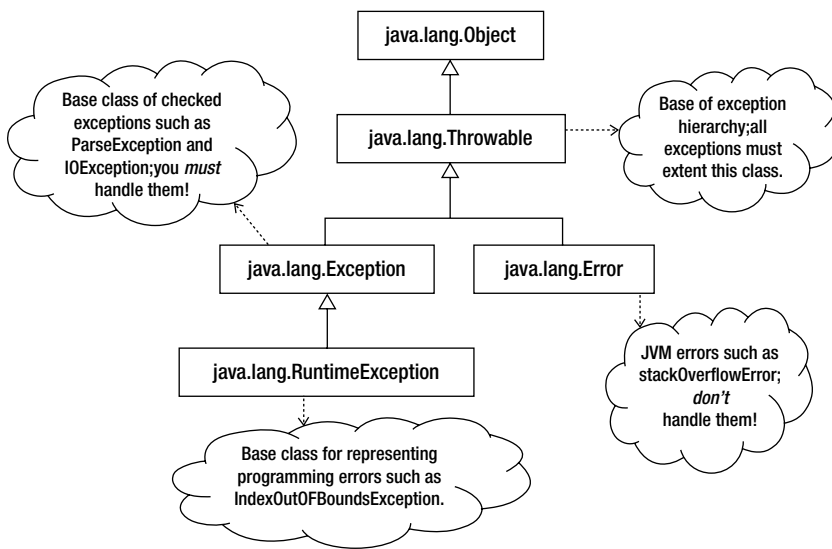 java.lang.Object
Base class of checked
exceptions such as
ParseException and
IOException;you must
handle them!
java.lang.Throwable
Base of exception
hierarchy;all
exceptions must
extent this class.
java.lang.Exception
java.lang.Error
java.lang.RuntimeException
JVM errors such as
stackOverflowError;
don't
handle them!
Base class for representing
programming errors such as
IndexOutOFBoundsException.